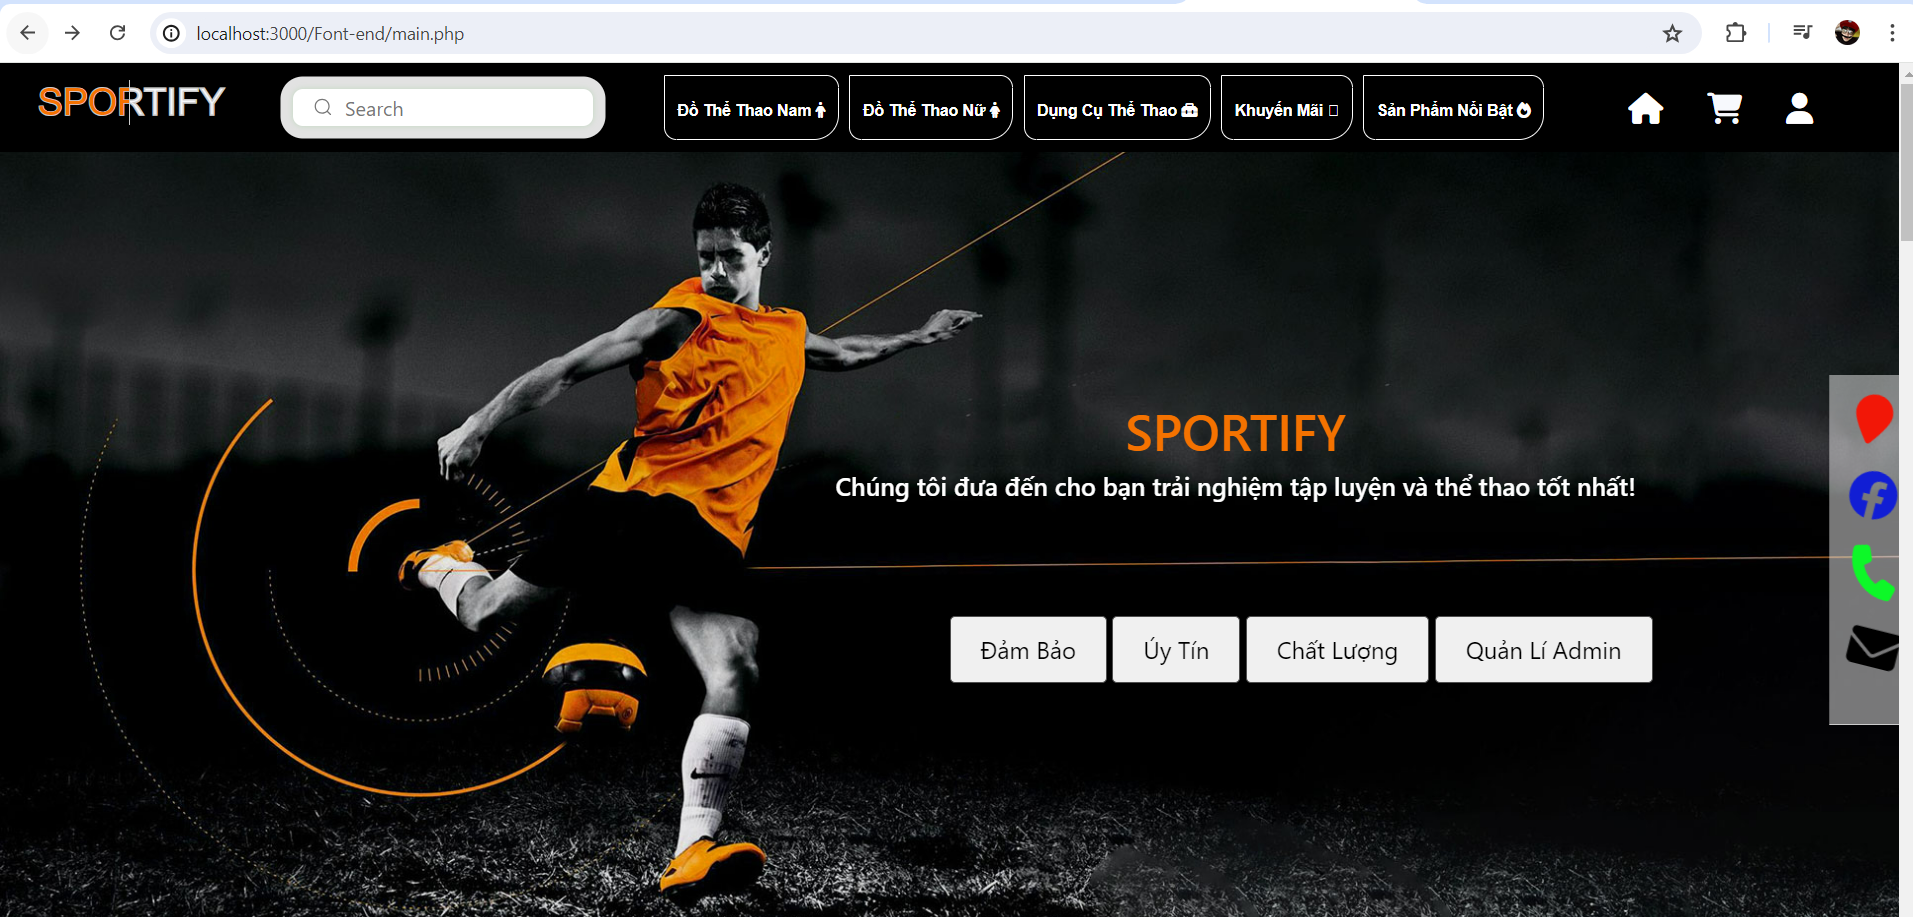 localhost:3000/Font-end/main.php
SPORTIFY
Search
Đồ Thể Thao Nam
Đồ Thể Thao Nữ
Dụng Cụ Thể Thao
Khuyến Mãi
Sản Phẩm Nổi Bật
SPORTIFY
Chúng tôi đưa đến cho bạn trải nghiệm tập luyện và thể thao tốt nhất!
Đảm Bảo
Úy Tín
Chất Lượng
Quản Lí Admin